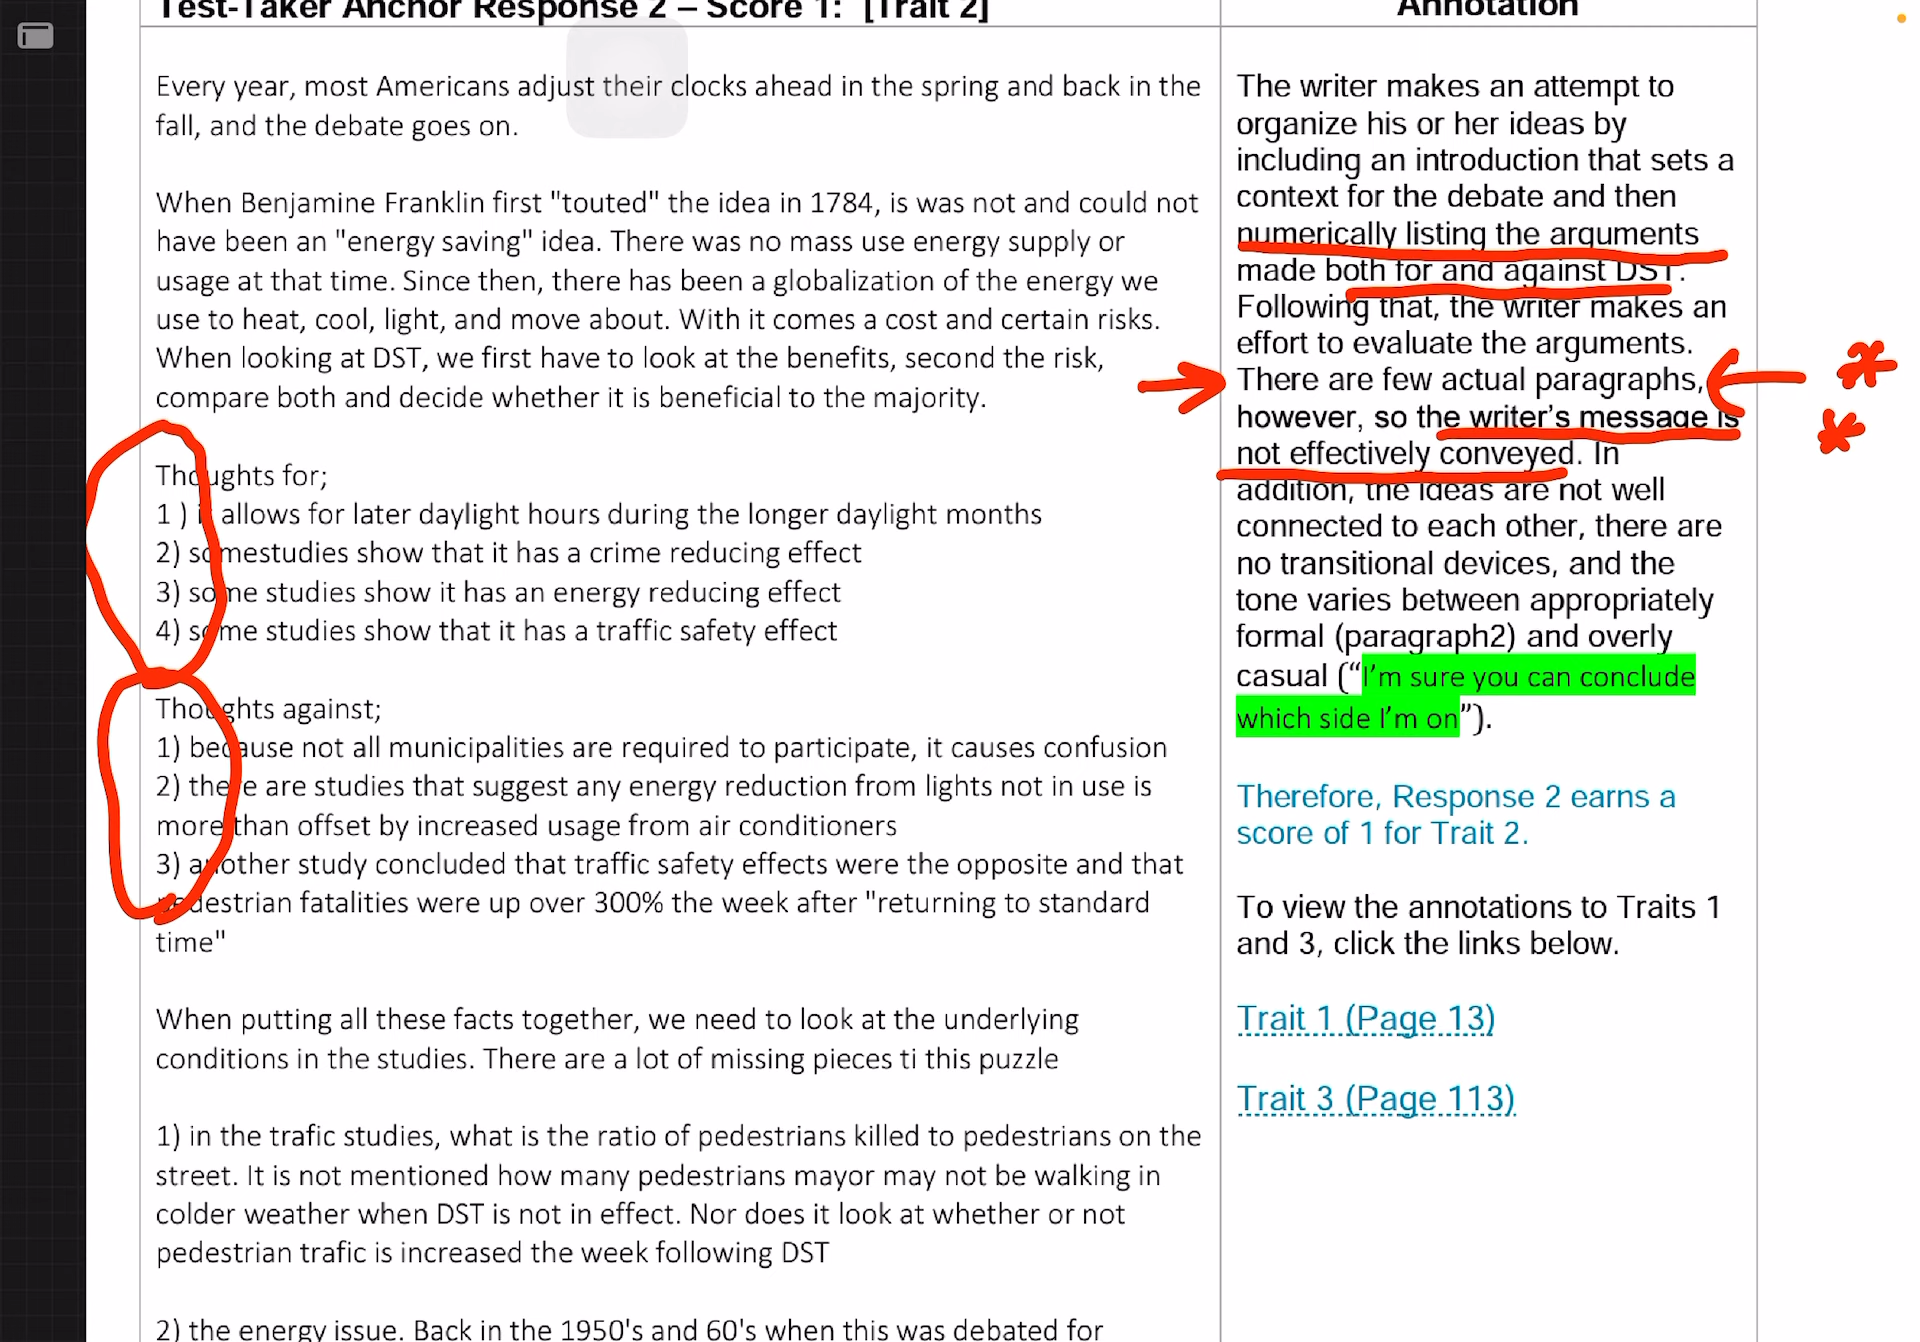 Test-Taker Anchor Response 2 – Score 1: [Trait 2]
Every year, most Americans adjust their clocks ahead in the spring and back in the
fall, and the debate goes on.
When Benjamine Franklin first "touted" the idea in 1784, is was not and could not
have been an "energy saving" idea. There was no mass use energy supply or
usage at that time. Since then, there has been a globalization of the energy we
use to heat, cool, light, and move about. With it comes a cost and certain risks.
When looking at DST, we first have to look at the benefits, second the risk,
compare both and decide whether it is beneficial to the majority.
Thoughts for;
1 ) it allows for later daylight hours during the longer daylight months
2) somestudies show that it has a crime reducing effect
3) some studies show it has an energy reducing effect
4) some studies show that it has a traffic safety effect
Thoughts against;
1) because not all municipalities are required to participate, it causes confusion
2) there are studies that suggest any energy reduction from lights not in use is
more than offset by increased usage from air conditioners
3) another study concluded that traffic safety effects were the opposite and that
pedestrian fatalities were up over 300% the week after "returning to standard
time"
When putting all these facts together, we need to look at the underlying
conditions in the studies. There are a lot of missing pieces ti this puzzle
1) in the trafic studies, what is the ratio of pedestrians killed to pedestrians on the
street. It is not mentioned how many pedestrians mayor may not be walking in
colder weather when DST is not in effect. Nor does it look at whether or not
pedestrian trafic is increased the week following DST
2) the energy issue. Back in the 1950's and 60's when this was debated for
Annotation
The writer makes an attempt to
organize his or her ideas by
including an introduction that sets a
context for the debate and then
numerically listing the arguments
made both for and against DST.
Following that, the writer makes an
effort to evaluate the arguments.
There are few actual paragraphs,
however, so the writer's message is
not effectively conveyed. In
addition, the ideas are not well
connected to each other, there are
no transitional devices, and the
tone varies between appropriately
formal (paragraph2) and overly
casual (“I’m sure you can conclude
which side I’m on”).
Therefore, Response 2 earns a
score of 1 for Trait 2.
To view the annotations to Traits 1
and 3, click the links below.
Trait 1 (Page 13)
Trait 3 (Page 113)